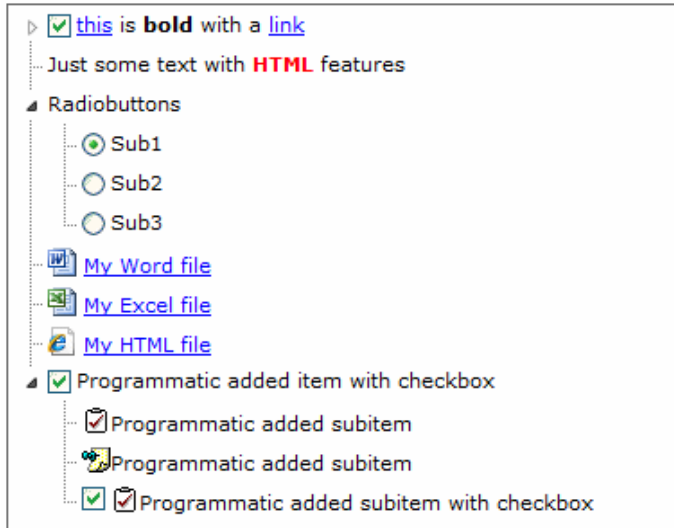 this is bold with a link
Just some text with HTML features
Radiobuttons
Sub1
Sub2
Sub3
My Word file
My Excel file
My HTML file
Programmatic added item with checkbox
Programmatic added subitem
Programmatic added subitem
Programmatic added subitem with checkbox